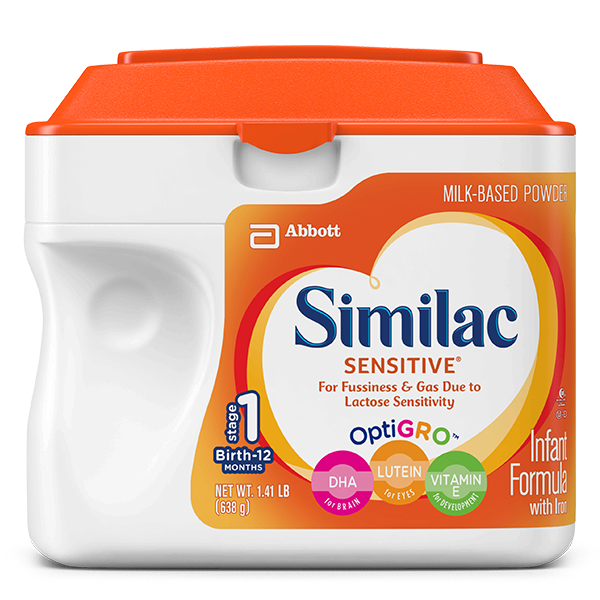 MILK-BASED POWDER
Abbott
Similac
SENSITIVE®
For Fussiness & Gas Due to
Lactose Sensitivity
OptiGRO™
stage 1
Birth-12
MONTHS
DHA
for BRAIN
LUTEIN
for EYES
VITAMIN
E
for DEVELOPMENT
NET WT. 1.41 LB
(638 g)
Infant
Formula
with Iron